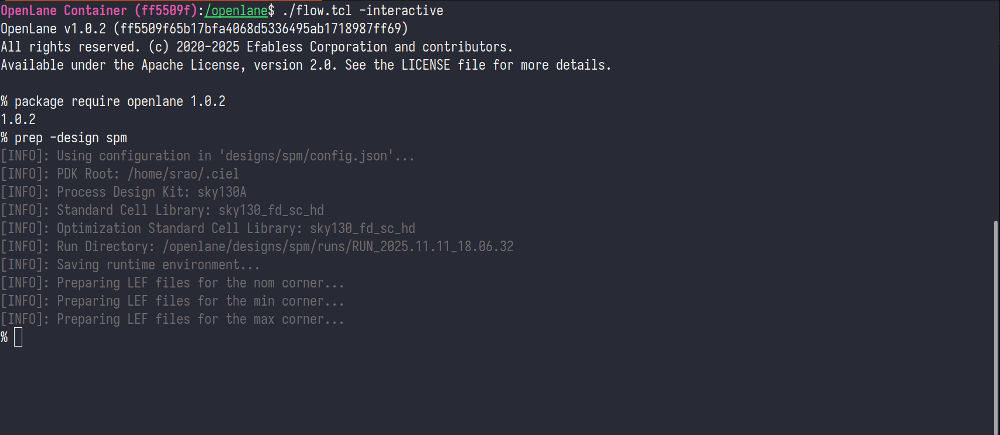 OpenLane Container (ff5509f):/openlane$ ./flow.tcl -interactive
OpenLane v1.0.2 (ff5509f65b17bfa4068d5336495ab1718987ff69)
All rights reserved. (c) 2020-2025 Efabless Corporation and contributors.
Available under the Apache License, version 2.0. See the LICENSE file for more details.
% package require openlane 1.0.2
1.0.2
% prep -design spm
[INFO]: Using configuration in 'designs/spm/config.json'...
[INFO]: PDK Root: /home/srao/.ciel
[INFO]: Process Design Kit: sky130A
[INFO]: Standard Cell Library: sky130_fd_sc_hd
[INFO]: Optimization Standard Cell Library: sky130_fd_sc_hd
[INFO]: Run Directory: /openlane/designs/spm/runs/RUN_2025.11.11_18.06.32
[INFO]: Saving runtime environment...
[INFO]: Preparing LEF files for the nom corner...
[INFO]: Preparing LEF files for the min corner...
[INFO]: Preparing LEF files for the max corner...
%